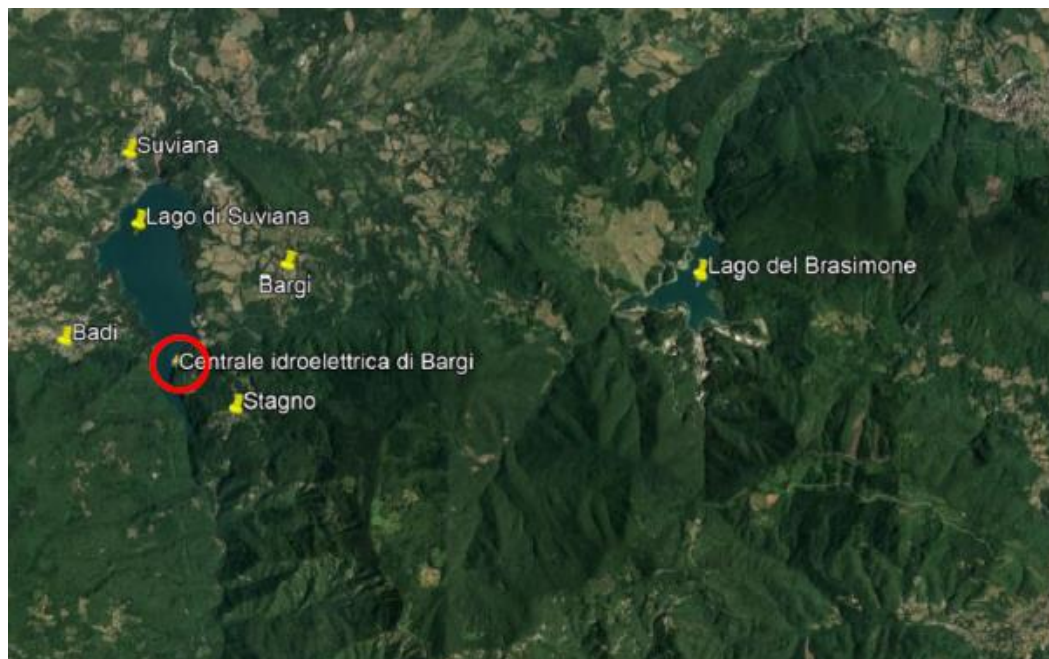 Suviana
Lago di Suviana
Bargi
Lago del Brasimone
Badi
Centrale idroelettrica di Bargi
Stagno